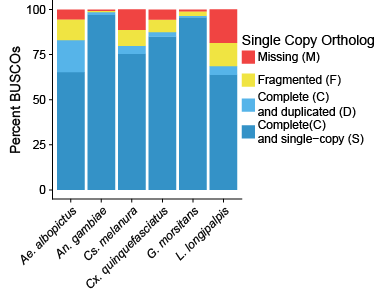 100
75
50
25
0
Percent BUSCOs
Ae. albopictus
An. gambiae
Cs. melanura
Cx. quinquefasciatus
G. morsitans
L. longipalpis
Single Copy Ortholog
Missing (M)
Fragmented (F)
Complete (C)
and duplicated (D)
Complete(C)
and single−copy (S)